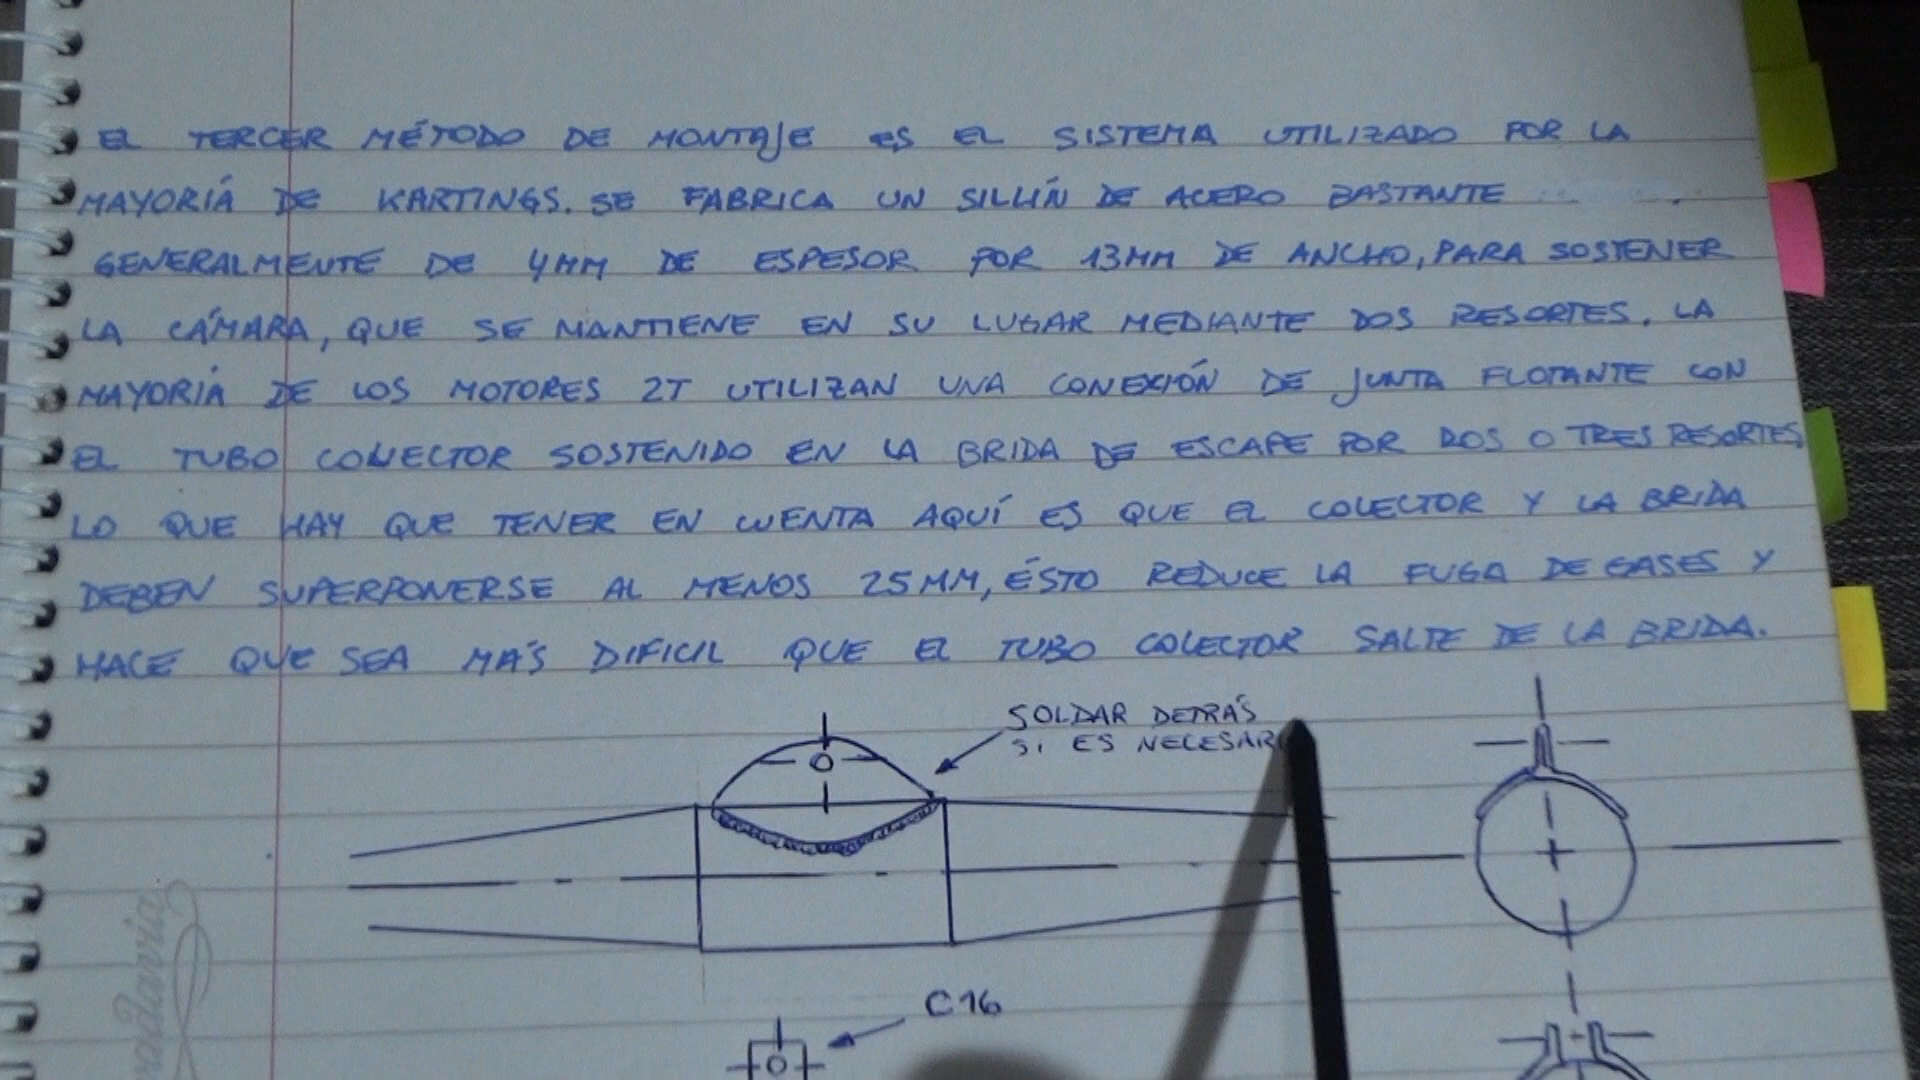 EL TERCER MÉTODO DE MONTAJE ES EL SISTEMA UTILIZADO POR LA
MAYORÍA DE KARTINGS. SE FABRICA UN SILLÍN DE ACERO BASTANTE
GENERALMENTE DE 4MM DE ESPESOR POR 13MM DE ANCHO, PARA SOSTENER
LA CÁMARA, QUE SE MANTIENE EN SU LUGAR MEDIANTE DOS RESORTES. LA
MAYORÍA DE LOS MOTORES 2T UTILIZAN UNA CONEXIÓN DE JUNTA FLOTANTE CON
EL TUBO COLECTOR SOSTENIDO EN LA BRIDA DE ESCAPE POR DOS O TRES RESORTES
LO QUE HAY QUE TENER EN CUENTA AQUÍ ES QUE EL COLECTOR Y LA BRIDA
DEBEN SUPERPONERSE AL MENOS 25MM, ÉSTO REDUCE LA FUGA DE GASES Y
HACE QUE SEA MÁS DIFICIL QUE EL TUBO COLECTOR SALTE DE LA BRIDA.
SOLDAR DETRÁS
SI ES NECESAR
C16